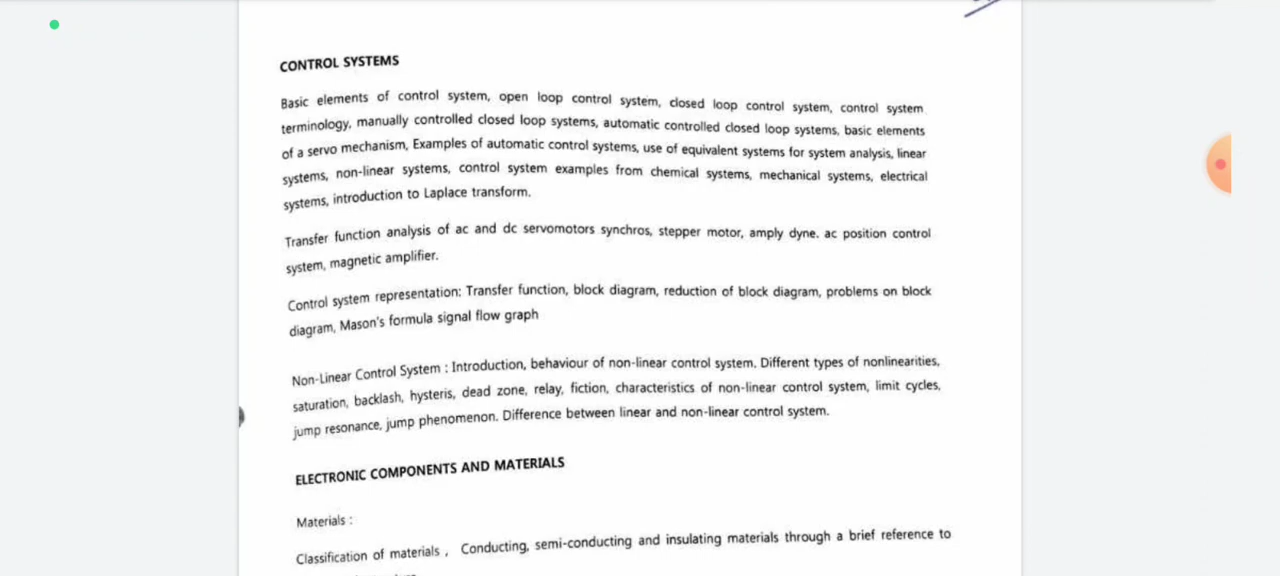 CONTROL SYSTEMS
Basic elements of control system, open loop control system, closed loop control system, control system
terminology, manually controlled closed loop systems, automatic controlled closed loop systems, basic elements
of a servo mechanism, Examples of automatic control systems, use of equivalent systems for system analysis, linear
systems, non-linear systems, control system examples from chemical systems, mechanical systems, electrical
systems, introduction to Laplace transform.
Transfer function analysis of ac and dc servomotors synchros, stepper motor, amply dyne. ac position control
system, magnetic amplifier.
Control system representation: Transfer function, block diagram, reduction of block diagram, problems on block
diagram, Mason's formula signal flow graph
Non-Linear Control System : Introduction, behaviour of non-linear control system. Different types of nonlinearities,
saturation, backlash, hysteris, dead zone, relay, fiction, characteristics of non-linear control system, limit cycles,
jump resonance, jump phenomenon. Difference between linear and non-linear control system.
ELECTRONIC COMPONENTS AND MATERIALS
Materials :
Classification of materials , Conducting, semi-conducting and insulating materials through a brief reference to